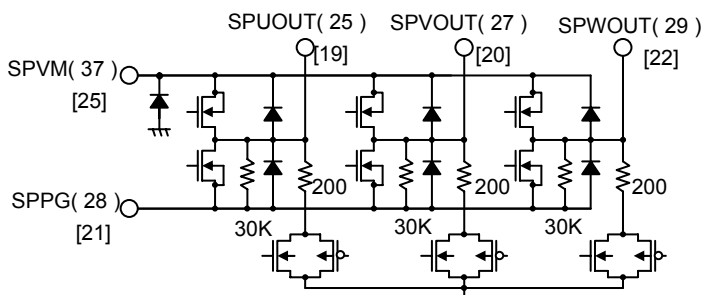 SPUOUT( 25 )
SPVOUT( 27 )
SPWOUT( 29 )
[19]
[20]
[22]
SPVM( 37 )
[25]
200
200
200
SPPG( 28 )
[21]
30K
30K
30K